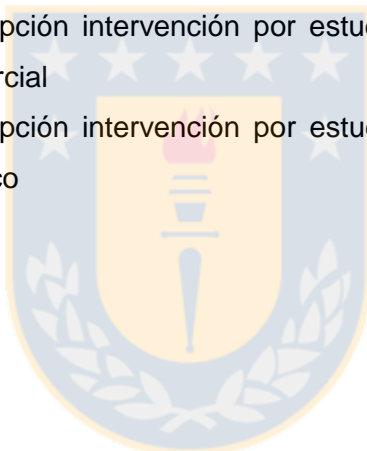 pción intervención por estu
rcial
pción intervención por estu
co